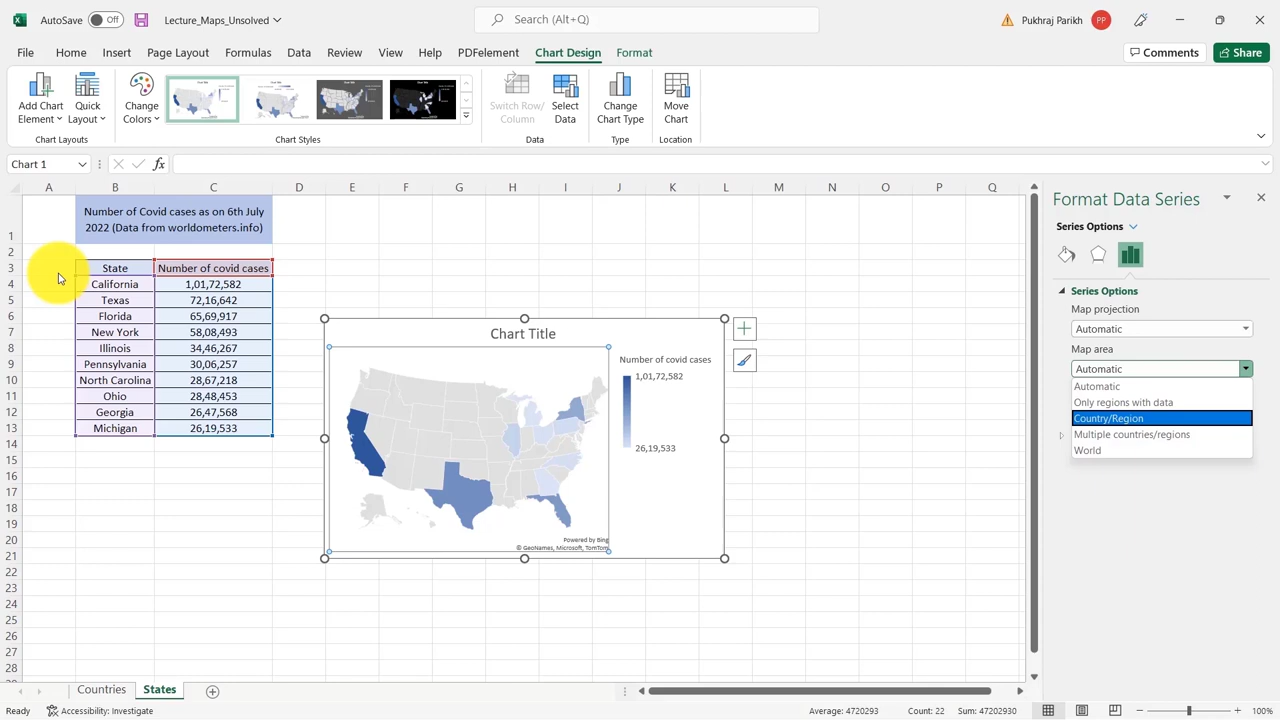 AutoSave
Off
Lecture_Maps_Unsolved
Search (Alt+Q)
Pukhraj Parikh
PP
File
Home
Insert
Page Layout
Formulas
Data
Review
View
Help
PDFelement
Chart Design
Format
Comments
Share
Add Chart
Element
Quick
Layout
Change
Colors
Switch Row/
Column
Select
Data
Change
Chart Type
Move
Chart
Chart Layouts
Chart Styles
Data
Type
Location
Chart 1
fx
A B C D E F G H I J K L M N O P Q
1
Number of Covid cases as on 6th July
2022 (Data from worldometers.info)
2
3 State Number of covid cases
4 California 1,01,72,582
5 Texas 72,16,642
6 Florida 65,69,917
7 New York 58,08,493
8 Illinois 34,46,267
9 Pennsylvania 30,06,257
10 North Carolina 28,67,218
11 Ohio 28,48,453
12 Georgia 26,47,568
13 Michigan 26,19,533
14
15
16
17
18
19
20
21
22
23
24
25
26
27
28
Chart Title
Number of covid cases
1,01,72,582
26,19,533
Powered by Bing
© GeoNames, Microsoft, TomTom
Format Data Series
Series Options
Series Options
Map projection
Automatic
Map area
Automatic
Automatic
Only regions with data
Country/Region
Multiple countries/regions
World
Countries
States
Ready
Accessibility: Investigate
Average: 4720293
Count: 22
Sum: 47202930
100%